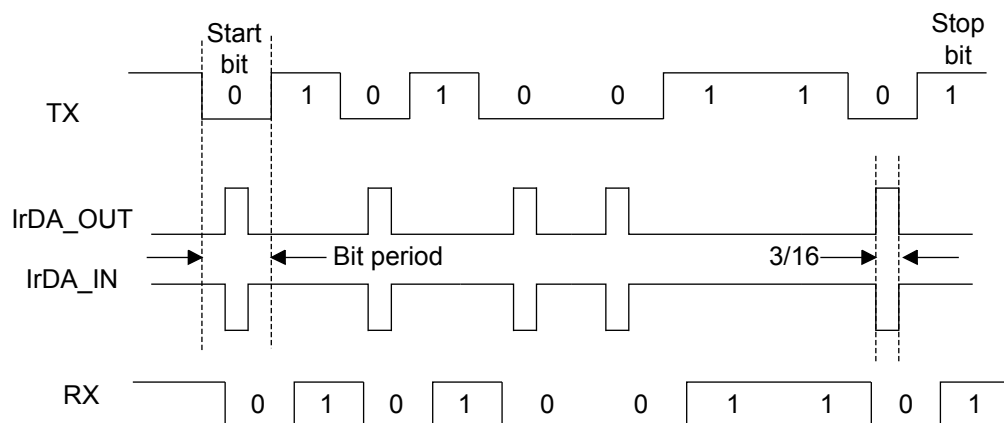 Start
bit
Stop
bit
TX
0 1 0 1 0 0 1 1 0 1
IrDA_OUT
Bit period
3/16
IrDA_IN
RX
0 1 0 1 0 0 1 1 0 1